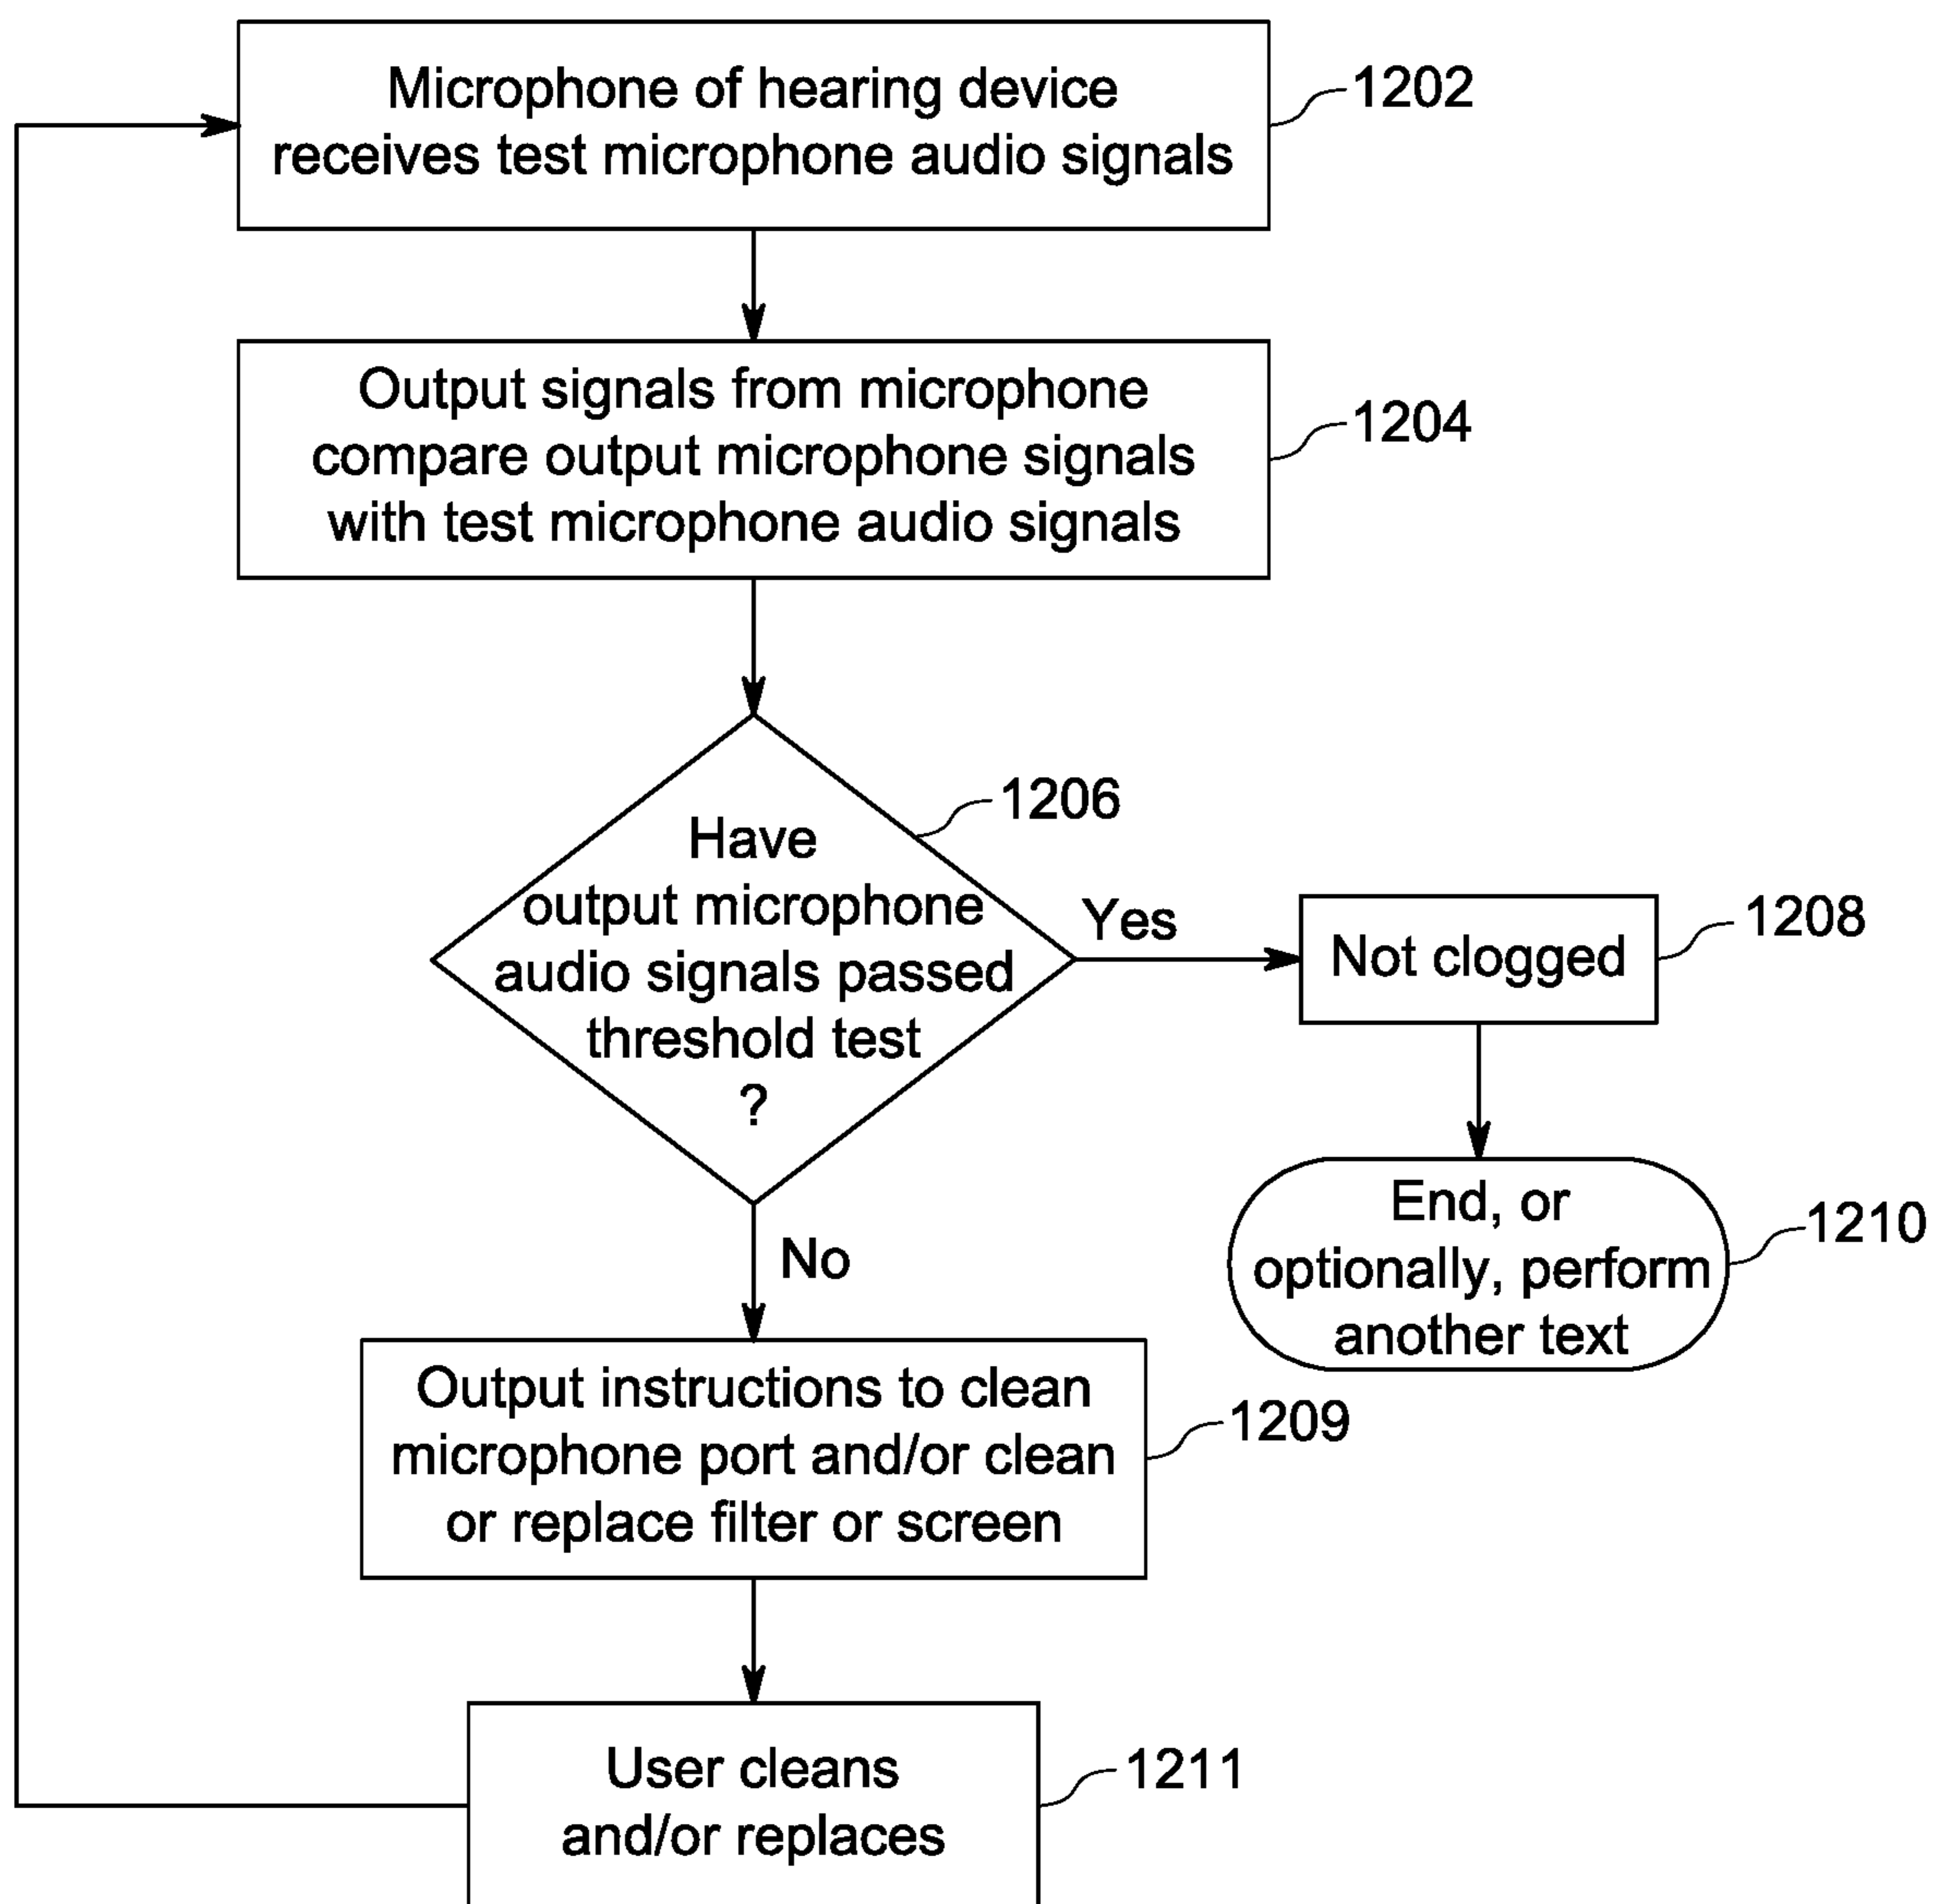 Microphone of hearing device
receives test microphone audio signals
1202
Output signals from microphone
compare output microphone signals
with test microphone audio signals
1204
Have
output microphone
audio signals passed
threshold test
?
1206
Yes
Not clogged
1208
End, or
optionally, perform
another text
1210
No
Output instructions to clean
microphone port and/or clean
or replace filter or screen
1209
User cleans
and/or replaces
1211